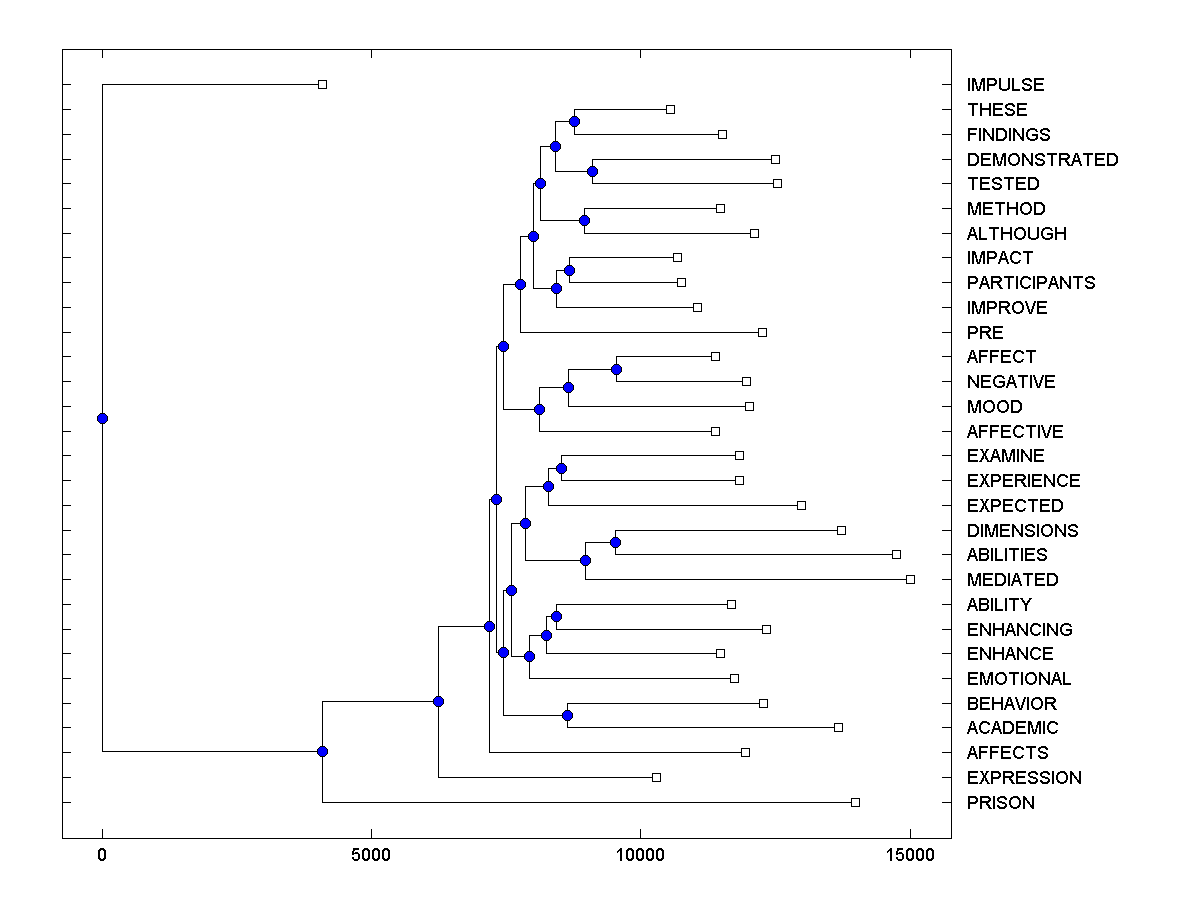 IMPULSE
THESE
FINDINGS
DEMONSTRATED
TESTED
METHOD
ALTHOUGH
IMPACT
PARTICIPANTS
IMPROVE
PRE
AFFECT
NEGATIVE
MOOD
AFFECTIVE
EXAMINE
EXPERIENCE
EXPECTED
DIMENSIONS
ABILITIES
MEDIATED
ABILITY
ENHANCING
ENHANCE
EMOTIONAL
BEHAVIOR
ACADEMIC
AFFECTS
EXPRESSION
PRISON
0 5000 10000 15000